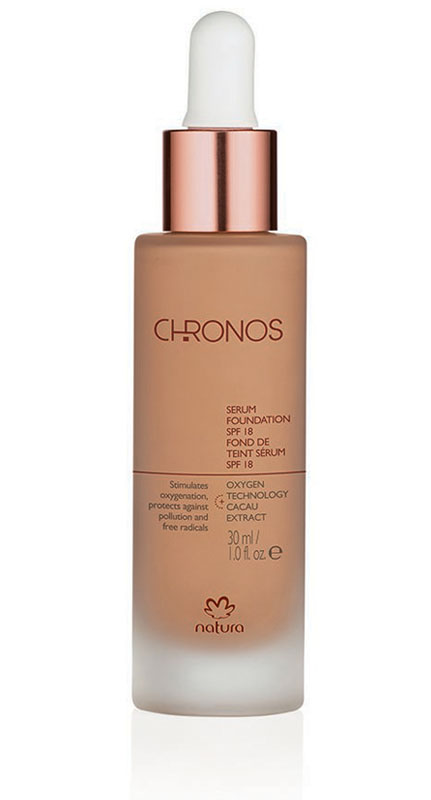 CHRONOS
SERUM
FOUNDATION
SPF 18
FOND DE
TEINT SÉRUM
SPF 18
Stimulates
oxygenation,
protects against
pollution and
free radicals
+
OXYGEN
TECHNOLOGY
CACAU
EXTRACT
30 ml /
1.0 fl. oz. e
natura